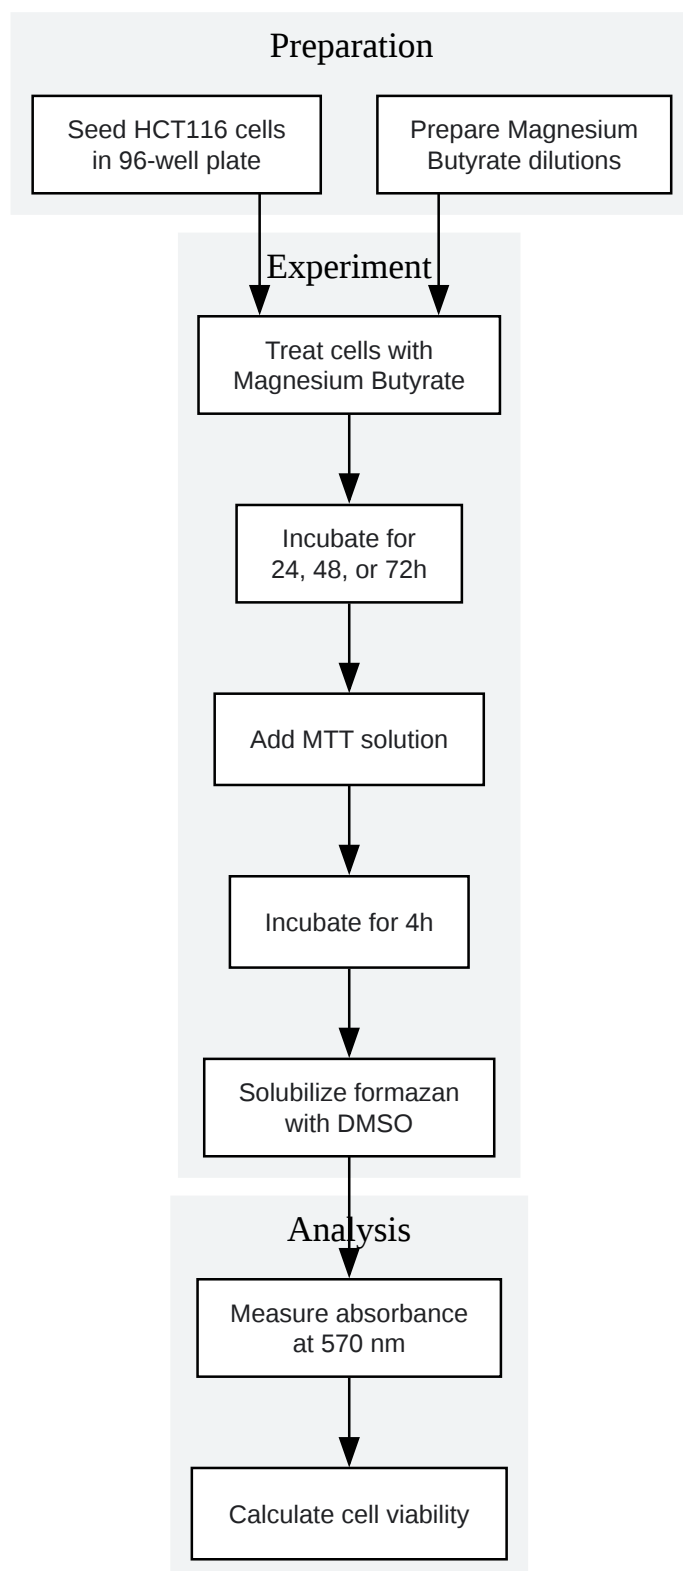 Preparation
Seed HCT116 cells
in 96-well plate
Prepare Magnesium
Butyrate dilutions
Experiment
Treat cells with
Magnesium Butyrate
Incubate for
24, 48, or 72h
Add MTT solution
Incubate for 4h
Solubilize formazan
with DMSO
Analysis
Measure absorbance
at 570 nm
Calculate cell viability